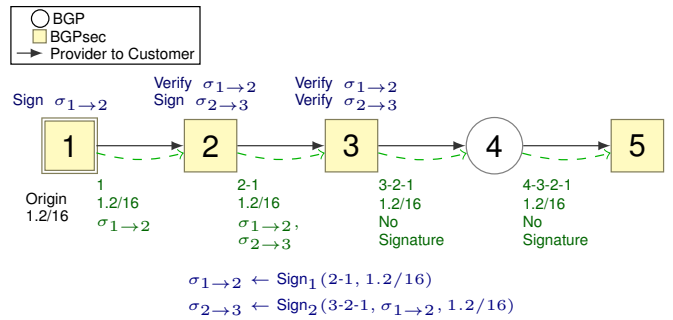 BGP
BGPsec
Provider to Customer
Sign σ1→2
Verify σ1→2
Sign σ2→3
Verify σ1→2
Verify σ2→3
1
2
3
4
5
Origin
1.2/16
1
1.2/16
σ1→2
2-1
1.2/16
σ1→2,
σ2→3
3-2-1
1.2/16
No
Signature
4-3-2-1
1.2/16
No
Signature
σ1→2 ← Sign1(2-1, 1.2/16)
σ2→3 ← Sign2(3-2-1, σ1→2, 1.2/16)